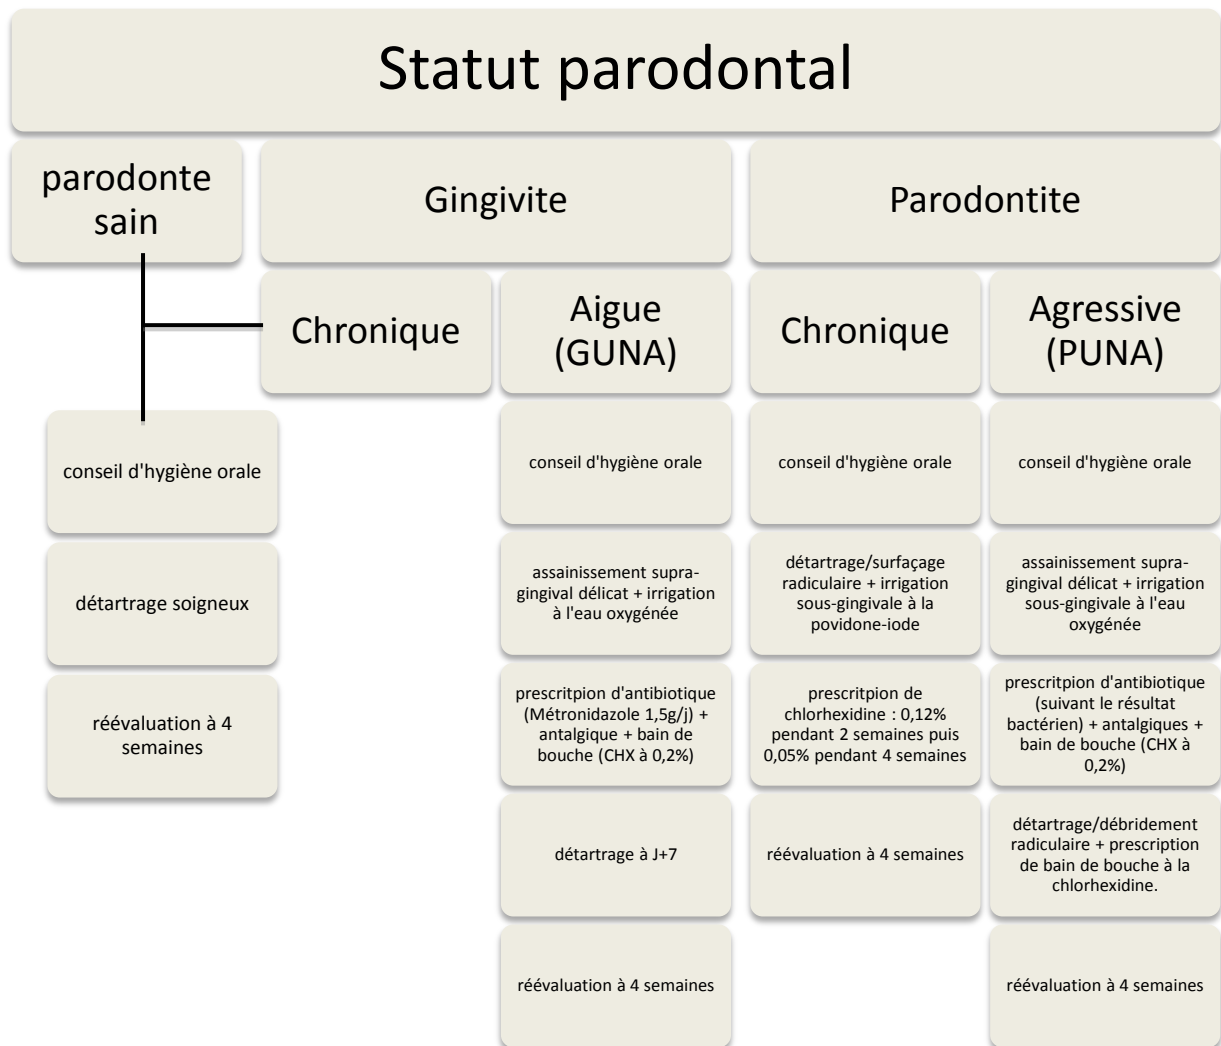 Statut parodontal
parodonte
sain
Gingivite
Parodontite
Chronique
Aigue
(GUNA)
Chronique
Agressive
(PUNA)
conseil d'hygiène orale
détartrage soigneux
réévaluation à 4
semaines
conseil d'hygiène orale
assainissement supra-
gingival délicat + irrigation
à l'eau oxygénée
prescritpion d'antibiotique
(Métronidazole 1,5g/j) +
antalgique + bain de
bouche (CHX à 0,2%)
détartrage à J+7
réévaluation à 4 semaines
conseil d'hygiène orale
détartrage/surfaçage
radiculaire + irrigation
sous-gingivale à la
povidone-iode
prescritpion de
chlorhexidine : 0,12%
pendant 2 semaines puis
0,05% pendant 4 semaines
réévaluation à 4 semaines
conseil d'hygiène orale
assainissement supra-
gingival délicat + irrigation
sous-gingivale à l'eau
oxygénée
prescritpion d'antibiotique
(suivant le résultat
bactérien) + antalgiques +
bain de bouche (CHX à
0,2%)
détartrage/débridement
radiculaire + prescription
de bain de bouche à la
chlorhexidine.
réévaluation à 4 semaines